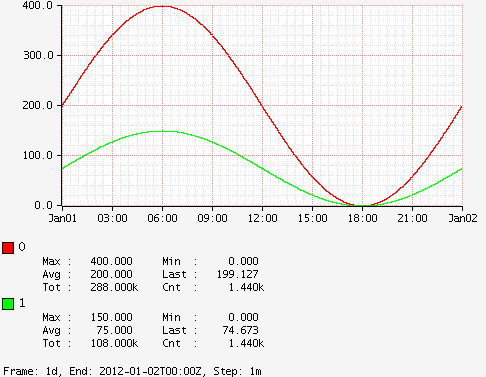 400.0
300.0
200.0
100.0
0.0
Jan01 03:00 06:00 09:00 12:00 15:00 18:00 21:00 Jan02
0
Max : 400.000 Min : 0.000
Avg : 200.000 Last : 199.127
Tot : 288.000k Cnt : 1.440k
1
Max : 150.000 Min : 0.000
Avg : 75.000 Last : 74.673
Tot : 108.000k Cnt : 1.440k
Frame: 1d, End: 2012-01-02T00:00Z, Step: 1m